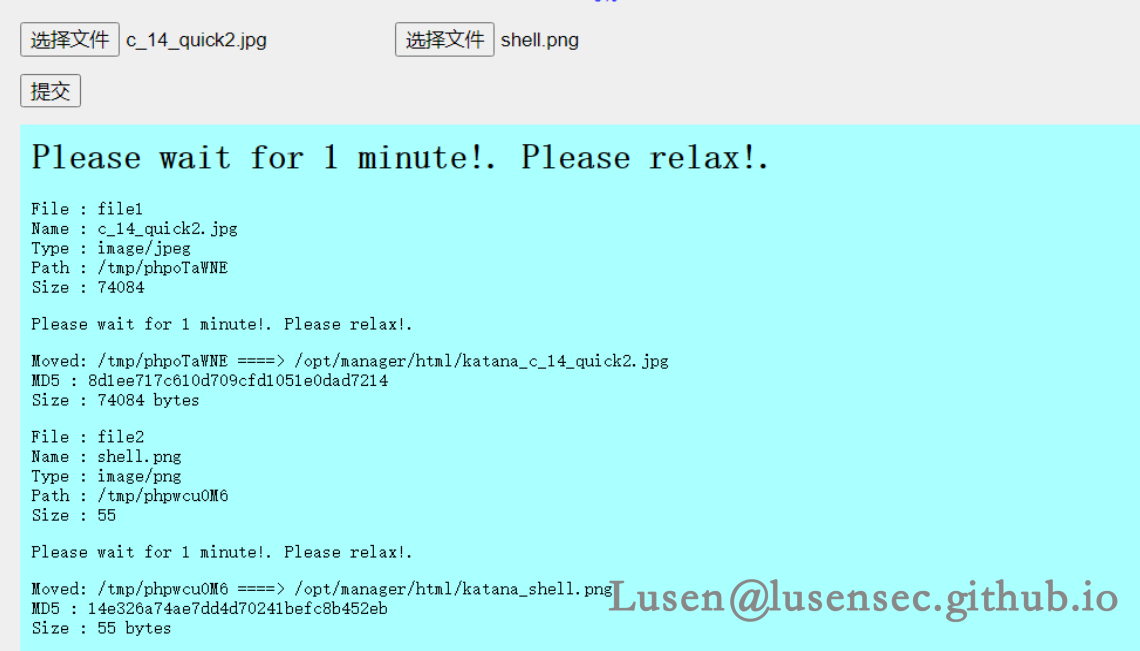 选择文件 c_14_quick2.jpg 选择文件 shell.png
提交
Please wait for 1 minute!. Please relax!.
File : file1
Name : c_14_quick2.jpg
Type : image/jpeg
Path : /tmp/phpoTaWNE
Size : 74084
Please wait for 1 minute!. Please relax!.
Moved: /tmp/phpoTaWNE ====> /opt/manager/html/katana_c_14_quick2.jpg
MD5 : 8d1ee717c610d709cfd1051e0dad7214
Size : 74084 bytes
File : file2
Name : shell.png
Type : image/png
Path : /tmp/phpwcu0M6
Size : 55
Please wait for 1 minute!. Please relax!.
Moved: /tmp/phpwcu0M6 ====> /opt/manager/html/katana_shell.png
MD5 : 14e326a74ae7dd4d70241befc8b452eb
Size : 55 bytes
Lusen@lusensec.github.io